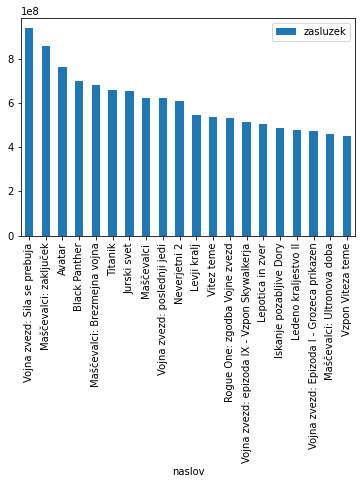 1e8
zasluzek
8
6
4
2
0
Vojna zvezd: Sila se prebuja
Maščevalci: zaključek
Avatar
Black Panther
Maščevalci: Brezmejna vojna
Titanik
Jurski svet
Maščevalci
Vojna zvezd: poslednji jedi
Neverjetni 2
Levji kralj
Vitez teme
Rogue One: zgodba Vojne zvezd
Vojna zvezd: epizoda IX - Vzpon Skywalkerja
Lepotica in zver
Iskanje pozabljive Dory
Ledeno kraljestvo II
Vojna zvezd: Epizoda I - Grozeca prikazen
Maščevalci: Ultronova doba
Vzpon Viteza teme
naslov